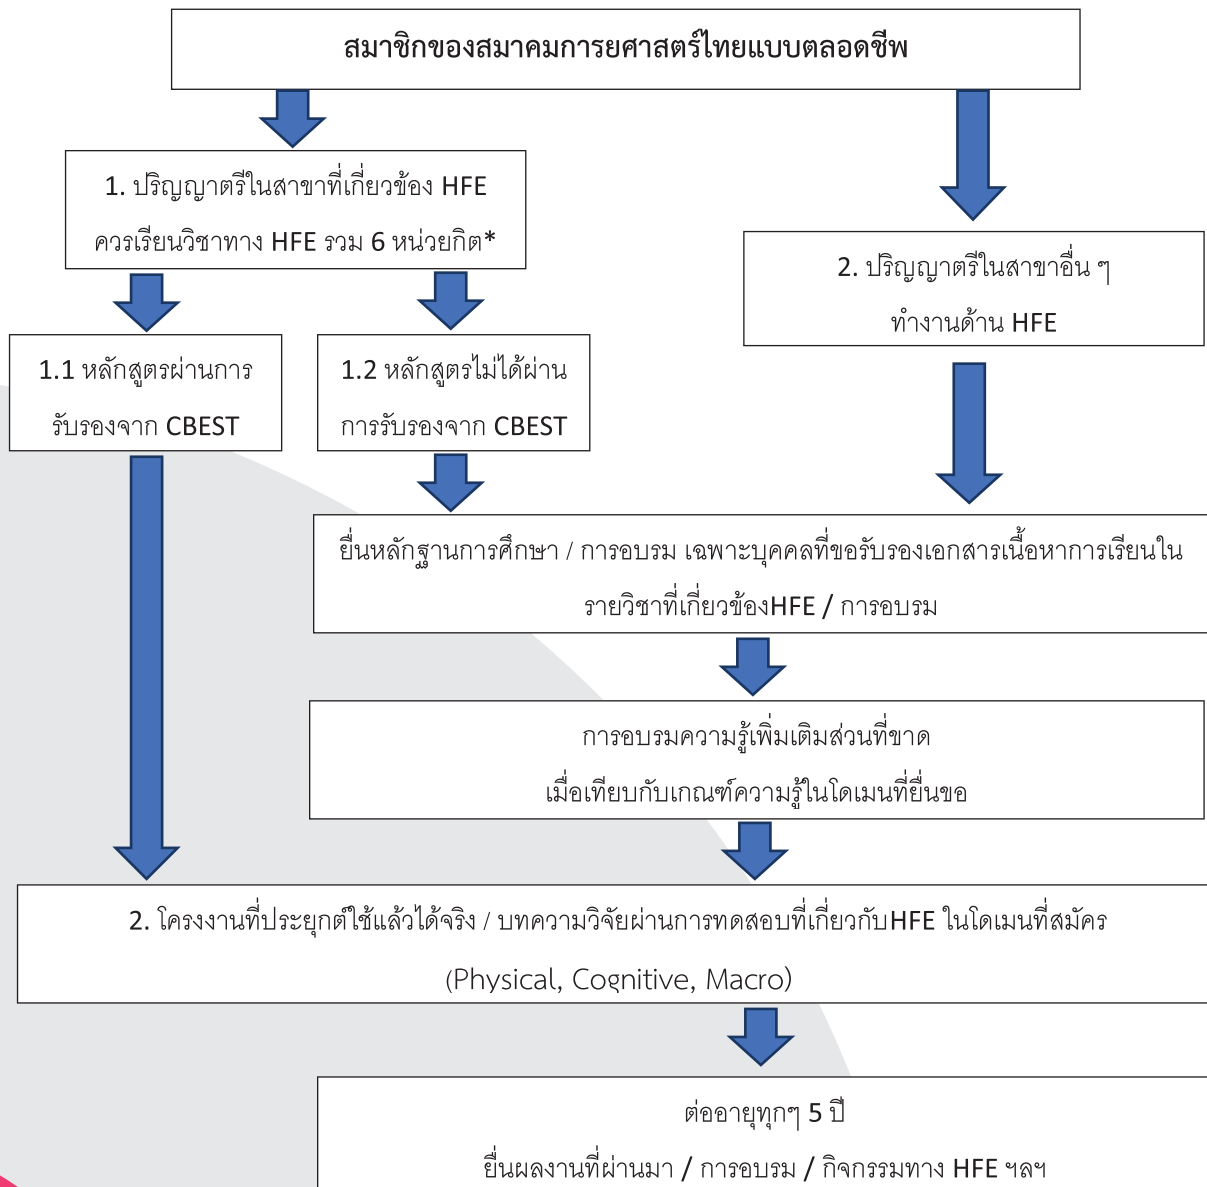 สมาชิกของสมาคมการยศาสตร์ไทยแบบตลอดชีพ
1. ปริญญาตรีในสาขาที่เกี่ยวข้อง HFE
ควรเรียนวิชาทาง HFE รวม 6 หน่วยกิต*
2. ปริญญาตรีในสาขาอื่น ๆ
ทำงานด้าน HFE
1.1 หลักสูตรผ่านการ
รับรองจาก CBEST
1.2 หลักสูตรไม่ได้ผ่าน
การรับรองจาก CBEST
ยื่นหลักฐานการศึกษา / การอบรม เฉพาะบุคคลที่ขอรับรองเอกสารเนื้อหาการเรียนใน
รายวิชาที่เกี่ยวข้องHFE / การอบรม
การอบรมความรู้เพิ่มเติมส่วนที่ขาด
เมื่อเทียบกับเกณฑ์ความรู้ในโดเมนที่ยื่นขอ
2. โครงงานที่ประยุกต์ใช้แล้วได้จริง / บทความวิจัยผ่านการทดสอบที่เกี่ยวกับHFE ในโดเมนที่สมัคร
(Physical, Cognitive, Macro)
ต่ออายุทุกๆ 5 ปี
ยื่นผลงานที่ผ่านมา / การอบรม / กิจกรรมทาง HFE ฯลฯ